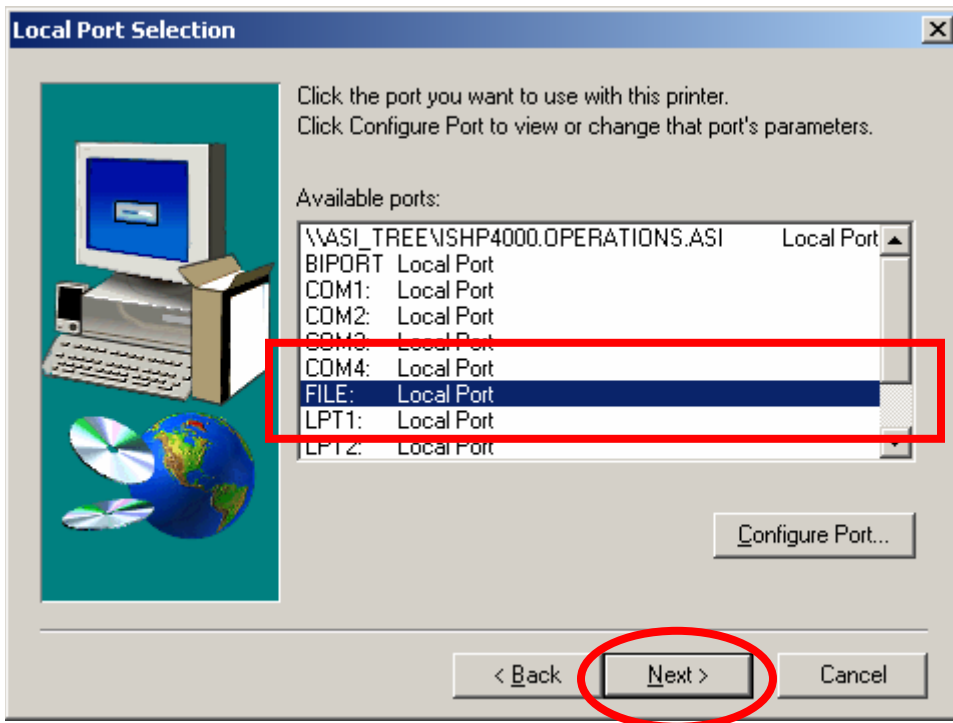 Local Port Selection
Click the port you want to use with this printer.
Click Configure Port to view or change that port's parameters.
Available ports:
\\ASI_TREE\ISHP4000.OPERATIONS.ASI Local Port
BIPORT Local Port
COM1: Local Port
COM2: Local Port
COM3: Local Port
COM4: Local Port
FILE: Local Port
LPT1: Local Port
LPT2: Local Port
Configure Port...
< Back Next > Cancel